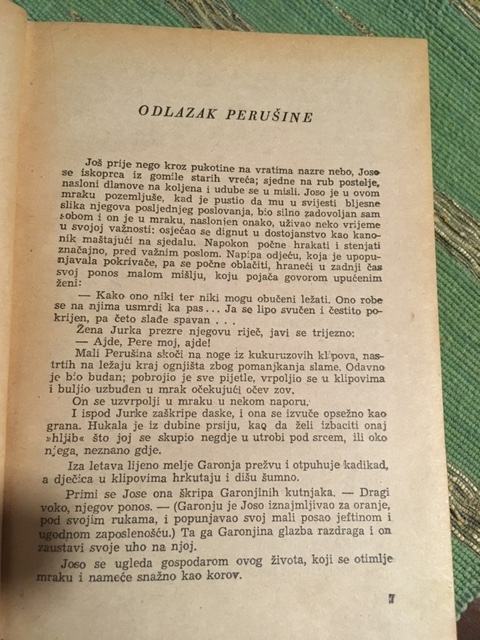 ODLAZAK PERUŠINE
Još prije nego kroz pukotine na vratima nazre nebo, Joso
se iskoprca iz gomile starih vreća; sjedne na rub postelje,
nasloni dlanove na koljena i udube se u misli. Joso je u ovom
mraku pozemljuše, kad je pustio da mu u svijesti bljesne
slika njegova posljednjeg poslovanja, bio silno zadovoljan sam
sobom i on je u mraku, naslonjen onako, uživao neko vrijeme
u svojoj važnosti: osjećao se dignut u dostojanstvo kao kano-
nik maštajući na sjedalu. Napokon počne hrakati i stenjati
značajno, pred važnim poslom. Napipa odjeću, koja je upopu-
njavala pokrivače, pa se počne oblačiti, hraneći u zadnji čas
svoj ponos malom mišlju, koju pojača govorom upućenim
ženi:
— Kako ono niki ter niki mogu obučeni ležati. Ono robe
se na njima usmrdi ka pas... Ja se lipo svučen i čestito po-
krijen, pa četo slađe spavan . . .
Žena Jurka prezre njegovu riječ, javi se trijezno:
— Ajde, Pere moj, ajde!
Mali Perušina skoči na noge iz kukuruzovih klipova, nas-
trtih na ležaju kraj ognjišta zbog pomanjkanja slame. Odavno
je bio budan; pobrojio je sve pijetle, vrpoljio se u klipovima
i buljio uzbuđen u mrak očekujući očev zov.
On se uzvrpolji u mraku u nekom naporu.
I ispod Jurke zaškripe daske, i ona se izvuče opsežno kao
grana. Hukala je iz dubine prsiju, kao da želi izbaciti onaj
»hljib« što joj se skupio negdje u utrobi pod srcem, ili oko
njega, neznano gdje.
Iza letava lijeno melje Garonja prežvu i otpuhuje kadikad,
a dječica u klipovima hrkutaju i dišu šumno.
Primi se Jose ona škripa Garonjinih kutnjaka. — Dragi
voko, njegov ponos. — (Garonju je Joso iznajmljivao za oranje,
pod svojim rukama, i popunjavao svoj mali posao jeftinom i
ugodnom zaposlenošću.) Ta ga Garonjina glazba razdraga i on
zaustavi svoje uho na njoj.
Joso se ugleda gospodarom ovog života, koji se otimlje
mraku i nameće snažno kao korov.
7